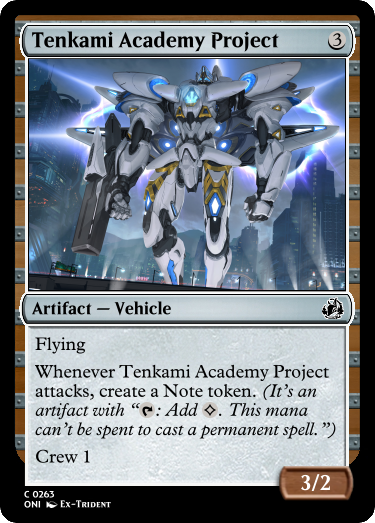 Tenkami Academy Project 3
Artifact — Vehicle
Flying
Whenever Tenkami Academy Project
attacks, create a Note token. (It's an
artifact with “: Add . This mana
can't be spent to cast a permanent spell.”)
Crew 1
3/2
C 0263
ONI Ex-Trident